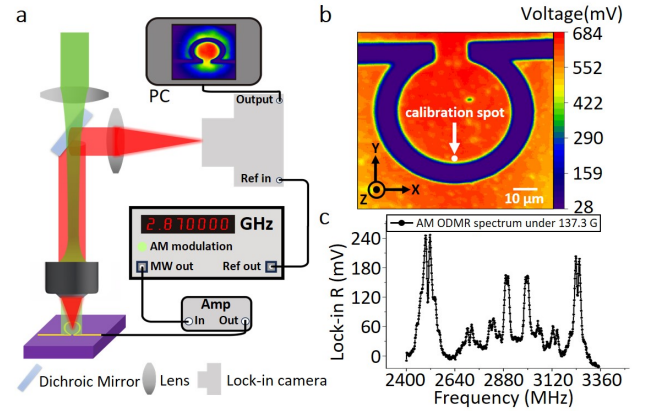 a
PC
Output
Ref in
2.870000 GHz
AM modulation
MW out Ref out
Amp
In Out
Dichroic Mirror Lens Lock-in camera
b
Voltage(mV)
684
552
420
290
159
28
calibration spot
Y
X
Z
10 μm
c
AM ODMR spectrum under 137.3 G
Lock-in R (mV)
240
180
120
60
0
2400 2640 2880 3120 3360
Frequency (MHz)